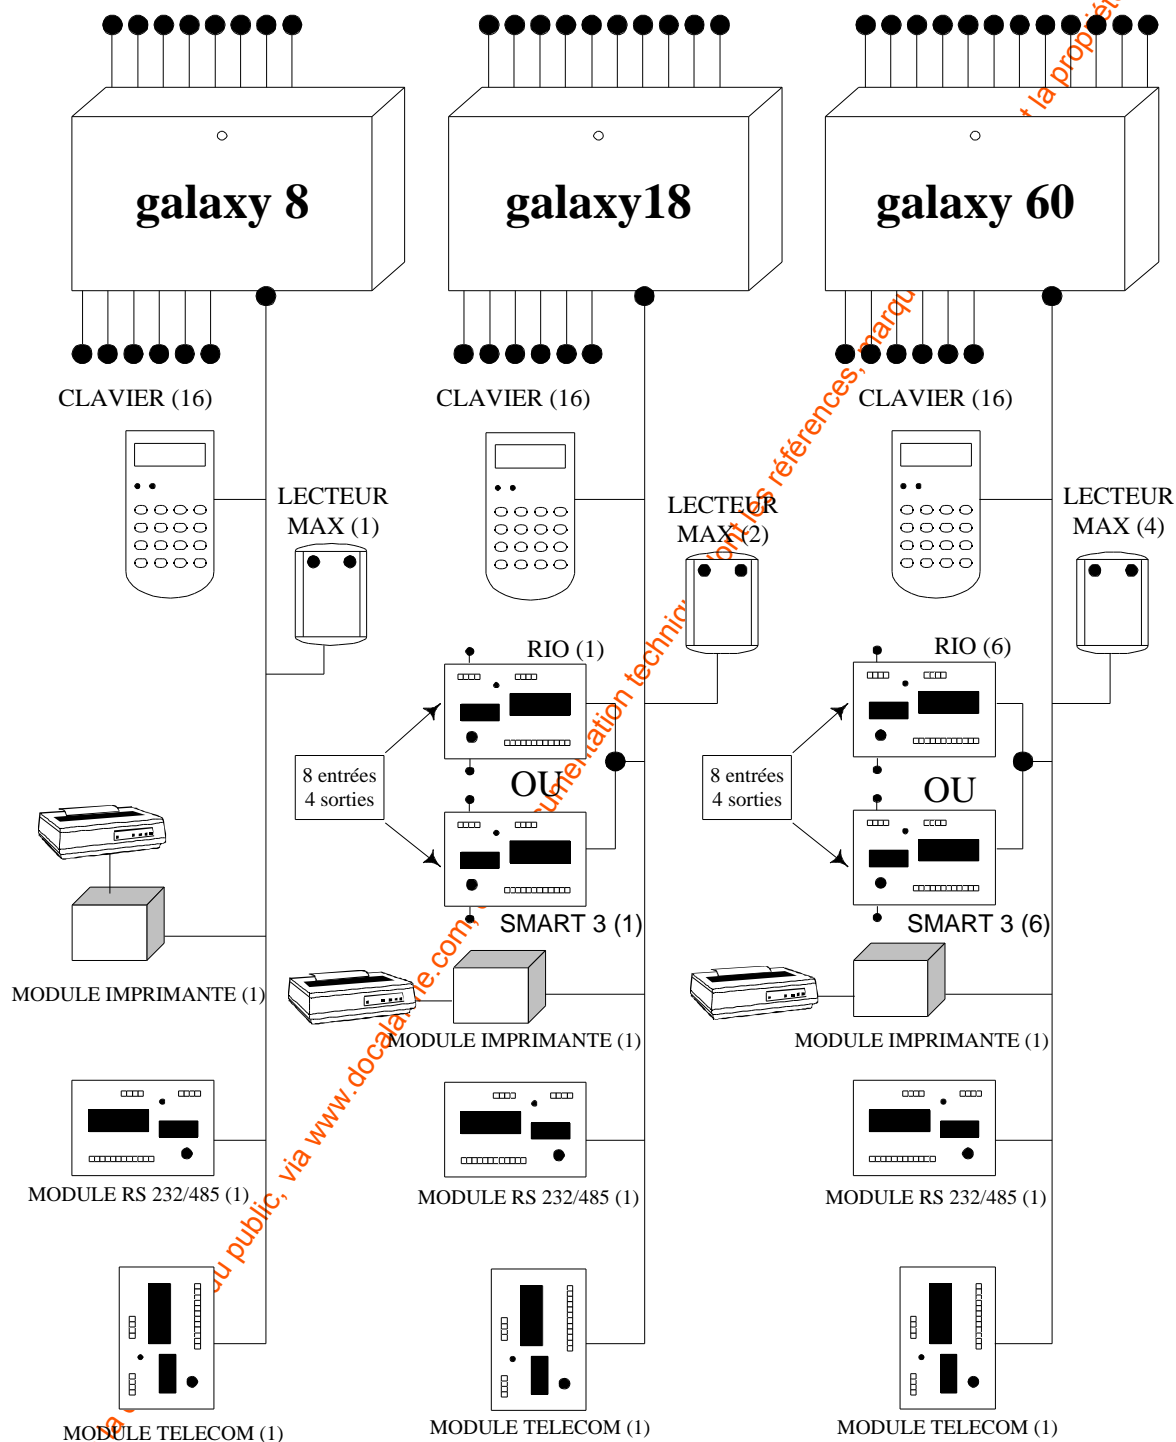 galaxy 8
galaxy18
galaxy 60
CLAVIER (16)
CLAVIER (16)
CLAVIER (16)
LECTEUR
MAX (1)
LECTEUR
MAX (2)
LECTEUR
MAX (4)
RIO (1)
RIO (6)
8 entrées
4 sorties
OU
8 entrées
4 sorties
OU
SMART 3 (1)
SMART 3 (6)
MODULE IMPRIMANTE (1)
MODULE IMPRIMANTE (1)
MODULE IMPRIMANTE (1)
MODULE RS 232/485 (1)
MODULE RS 232/485 (1)
MODULE RS 232/485 (1)
MODULE TELECOM (1)
MODULE TELECOM (1)
MODULE TELECOM (1)
la du public, via www.docalarme.com, documentation technique dont les références, marqu t la propriété